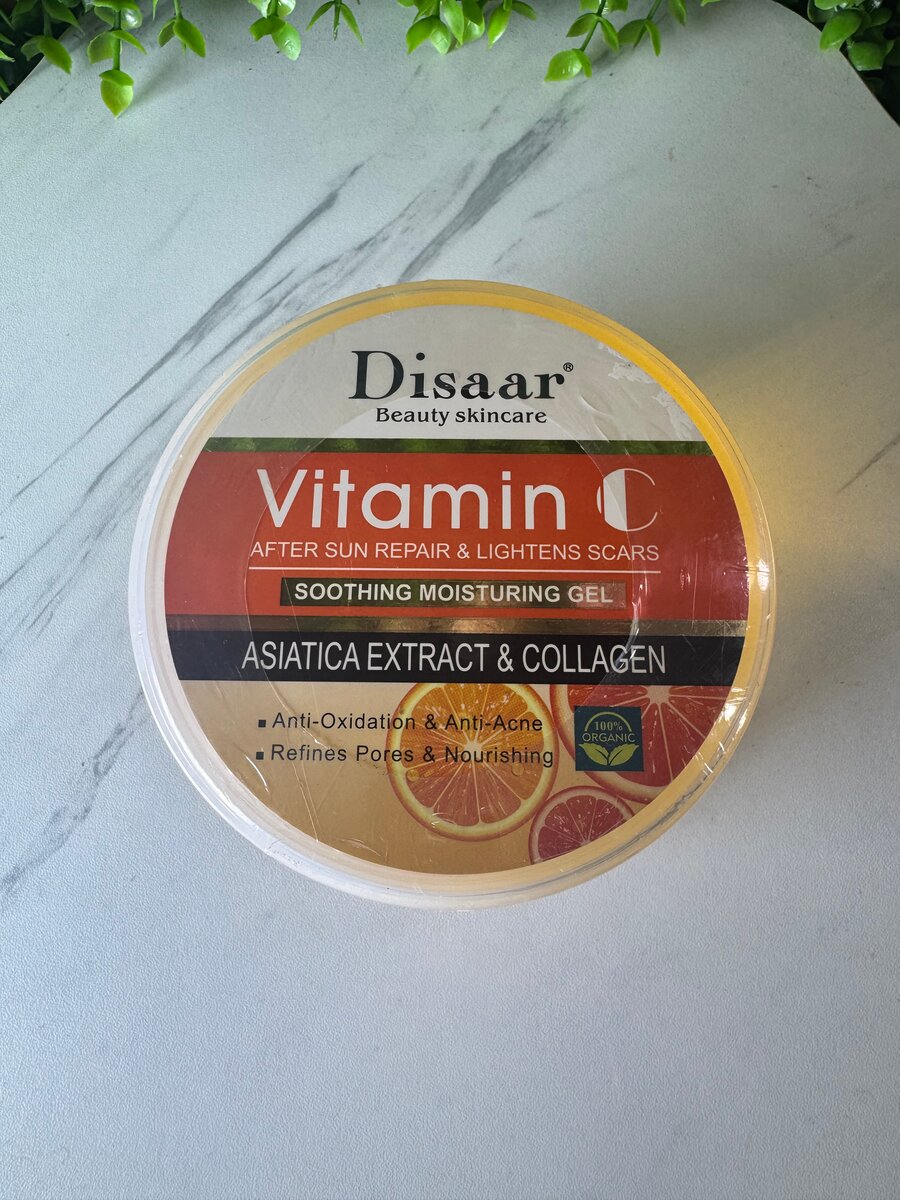 Disaar®
Beauty skincare
Vitamin C
AFTER SUN REPAIR & LIGHTENS SCARS
SOOTHING MOISTURING GEL
ASIATICA EXTRACT & COLLAGEN
▪ Anti-Oxidation & Anti-Acne
▪ Refines Pores & Nourishing
100%
ORGANIC